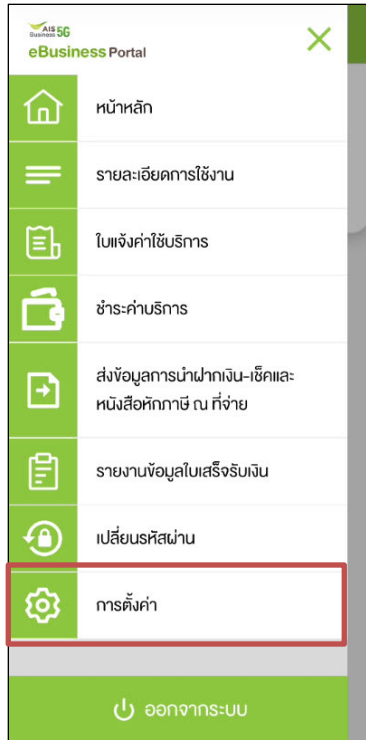 AIS 5G
Business
eBusiness Portal
หน้าหลัก
รายละเอียดการใช้งาน
ใบแจ้งค่าใช้บริการ
ชำระค่าบริการ
ส่งข้อมูลการนำฝากเงิน-เช็คและ
หนังสือหักภาษี ณ ที่จ่าย
รายงานข้อมูลใบเสร็จรับเงิน
เปลี่ยนรหัสผ่าน
การตั้งค่า
ออกจากระบบ